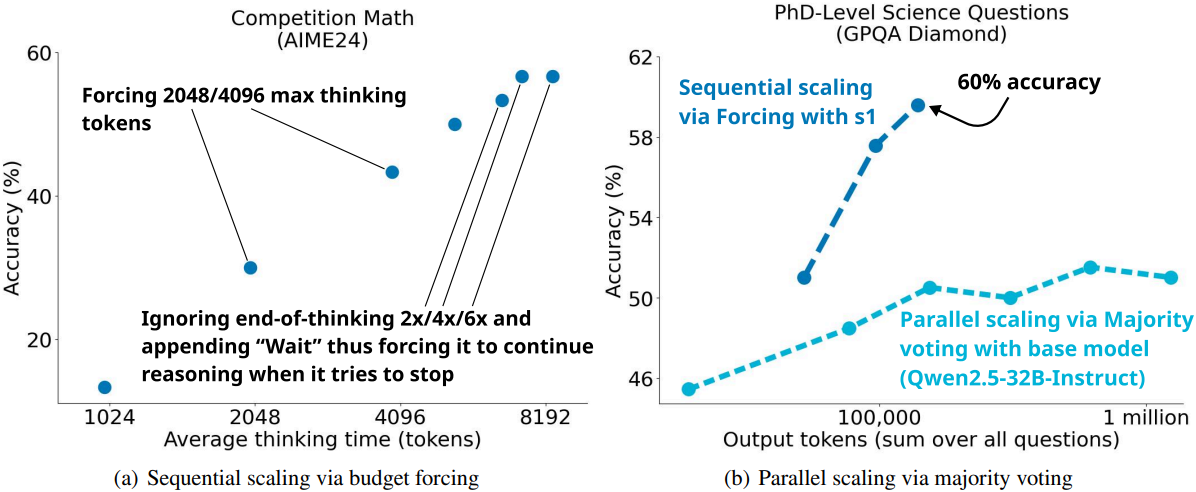 Competition Math
(AIME24)
60
40
20
Accuracy (%)
Forcing 2048/4096 max thinking
tokens
Ignoring end-of-thinking 2x/4x/6x and
appending “Wait” thus forcing it to continue
reasoning when it tries to stop
1024
2048
4096
8192
Average thinking time (tokens)
(a) Sequential scaling via budget forcing
PhD-Level Science Questions
(GPQA Diamond)
62
58
54
50
46
Accuracy (%)
Sequential scaling
via Forcing with s1
60% accuracy
Parallel scaling via Majority
voting with base model
(Qwen2.5-32B-Instruct)
100,000
1 million
Output tokens (sum over all questions)
(b) Parallel scaling via majority voting